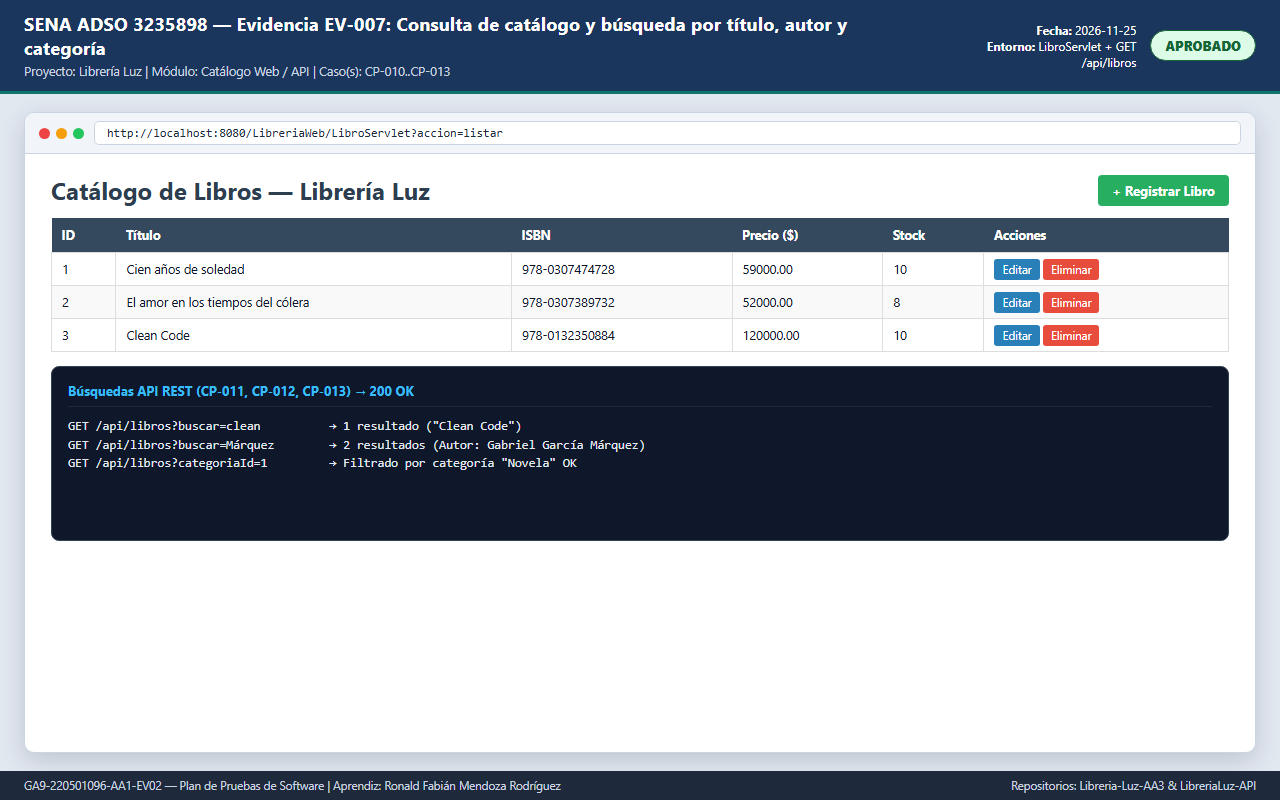 SENA ADSO 3235898 — Evidencia EV-007: Consulta de catálogo y búsqueda por título, autor y
categoría
Proyecto: Librería Luz | Módulo: Catálogo Web / API | Caso(s): CP-010..CP-013
Fecha: 2026-11-25
Entorno: LibroServlet + GET
/api/libros
APROBADO
http://localhost:8080/LibreriaWeb/LibroServlet?accion=listar
Catálogo de Libros — Librería Luz
+ Registrar Libro
ID Título ISBN Precio ($) Stock Acciones
1 Cien años de soledad 978-0307474728 59000.00 10 Editar Eliminar
2 El amor en los tiempos del cólera 978-0307389732 52000.00 8 Editar Eliminar
3 Clean Code 978-0132350884 120000.00 10 Editar Eliminar
Búsquedas API REST (CP-011, CP-012, CP-013) → 200 OK
GET /api/libros?buscar=clean → 1 resultado ("Clean Code")
GET /api/libros?buscar=Márquez → 2 resultados (Autor: Gabriel García Márquez)
GET /api/libros?categoriaId=1 → Filtrado por categoría "Novela" OK
GA9-220501096-AA1-EV02 — Plan de Pruebas de Software | Aprendiz: Ronald Fabián Mendoza Rodríguez
Repositorios: Libreria-Luz-AA3 & LibreriaLuz-API